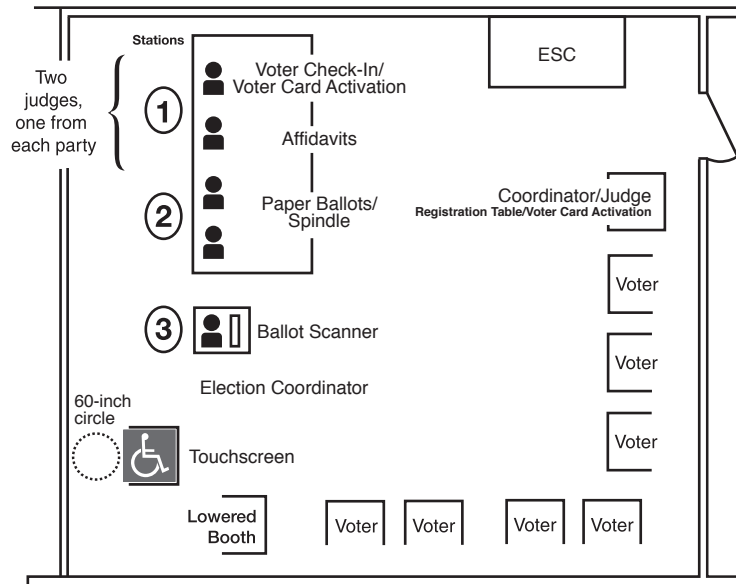 Stations
Two
judges,
one from
each party
1
Voter Check-In/
Voter Card Activation
Affidavits
2
Paper Ballots/
Spindle
3
Ballot Scanner
Election Coordinator
60-inch
circle
Touchscreen
Lowered
Booth
Voter
Voter
Voter
Voter
ESC
Coordinator/Judge
Registration Table/Voter Card Activation
Voter
Voter
Voter